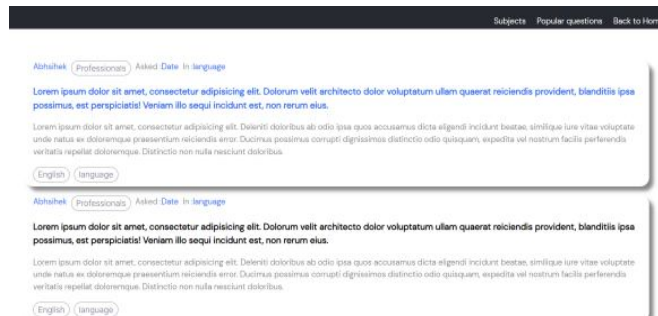 Subjects Popular questions Back to Hom
Abhsihek Professionals Asked Date In language
Lorem ipsum dolor sit amet, consectetur adipisicing elit. Dolorum velit architecto dolor voluptatum ullam quaerat reiciendis provident, blanditiis ipsa
possimus, est perspiciatis! Veniam illo sequi incidunt est, non rerum eius.
Lorem ipsum dolor sit amet, consectetur adipisicing elit. Deleniti doloribus ab odio ipsa quos accusamus dicta eligendi incidunt beatae, similique iure vitae voluptate
unde natus ex doloremque praesentium reiciendis error. Ducimus possimus corrupti dignissimos distinctio odio quisquam, expedita vel nostrum facilis perferendis
veritatis repellat doloremque. Distinctio non nulla nesciunt doloribus.
English language
Abhsihek Professionals Asked Date In language
Lorem ipsum dolor sit amet, consectetur adipisicing elit. Dolorum velit architecto dolor voluptatum ullam quaerat reiciendis provident, blanditiis ipsa
possimus, est perspiciatis! Veniam illo sequi incidunt est, non rerum eius.
Lorem ipsum dolor sit amet, consectetur adipisicing elit. Deleniti doloribus ab odio ipsa quos accusamus dicta eligendi incidunt beatae, similique iure vitae voluptate
unde natus ex doloremque praesentium reiciendis error. Ducimus possimus corrupti dignissimos distinctio odio quisquam, expedita vel nostrum facilis perferendis
veritatis repellat doloremque. Distinctio non nulla nesciunt doloribus.
English language